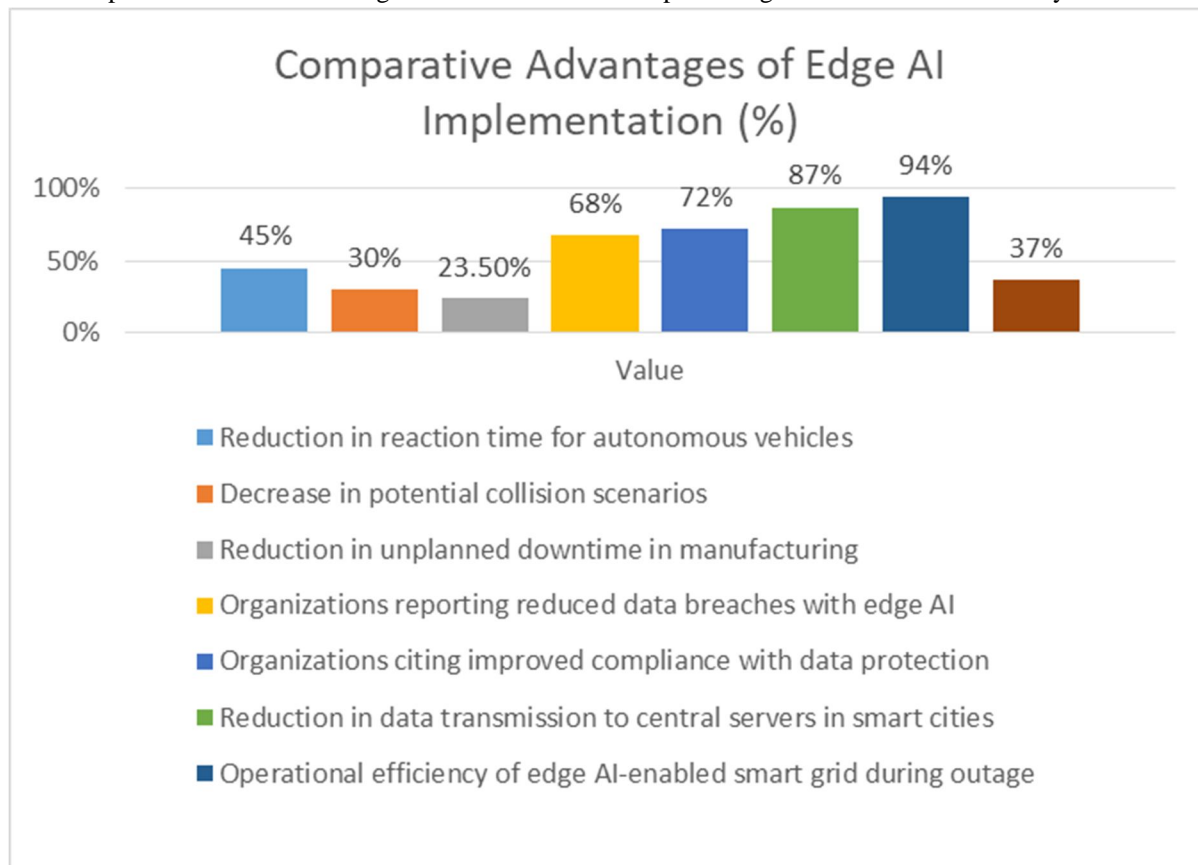 Comparative Advantages of Edge AI
Implementation (%)
100%
50%
0%
45%
30%
23.50%
68%
72%
87%
94%
37%
Value
Reduction in reaction time for autonomous vehicles
Decrease in potential collision scenarios
Reduction in unplanned downtime in manufacturing
Organizations reporting reduced data breaches with edge AI
Organizations citing improved compliance with data protection
Reduction in data transmission to central servers in smart cities
Operational efficiency of edge AI-enabled smart grid during outage